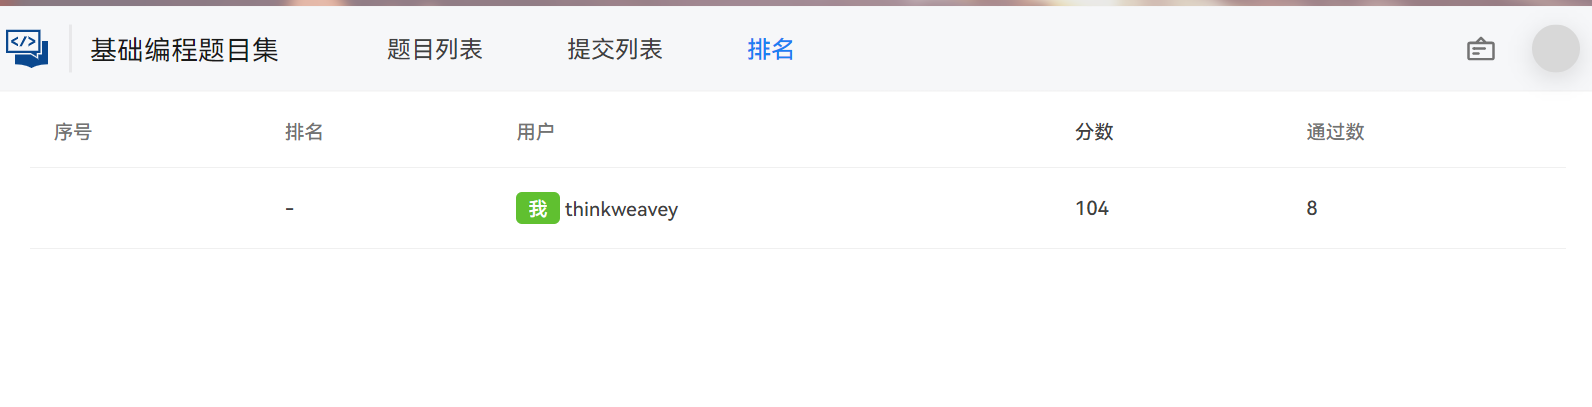 基础编程题目集 题目列表 提交列表 排名
序号 排名 用户 分数 通过数
- 我 thinkweavey 104 8